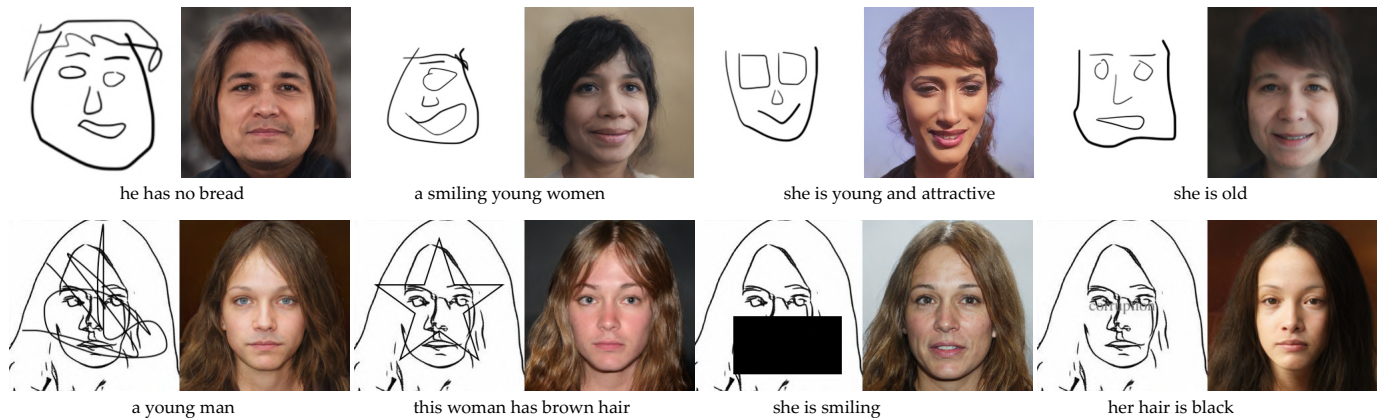 he has no bread
a smiling young women
she is young and attractive
she is old
corruption
a young man
this woman has brown hair
she is smiling
her hair is black